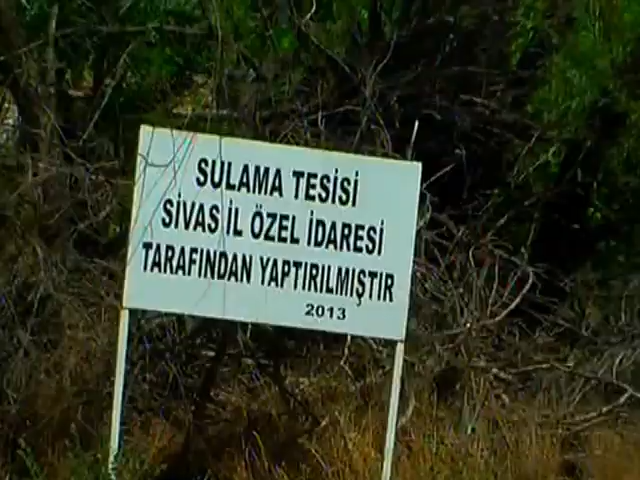 SULAMA TESİSİ
SİVAS İL ÖZEL İDARESİ
TARAFINDAN YAPTIRILMIŞTIR
2013